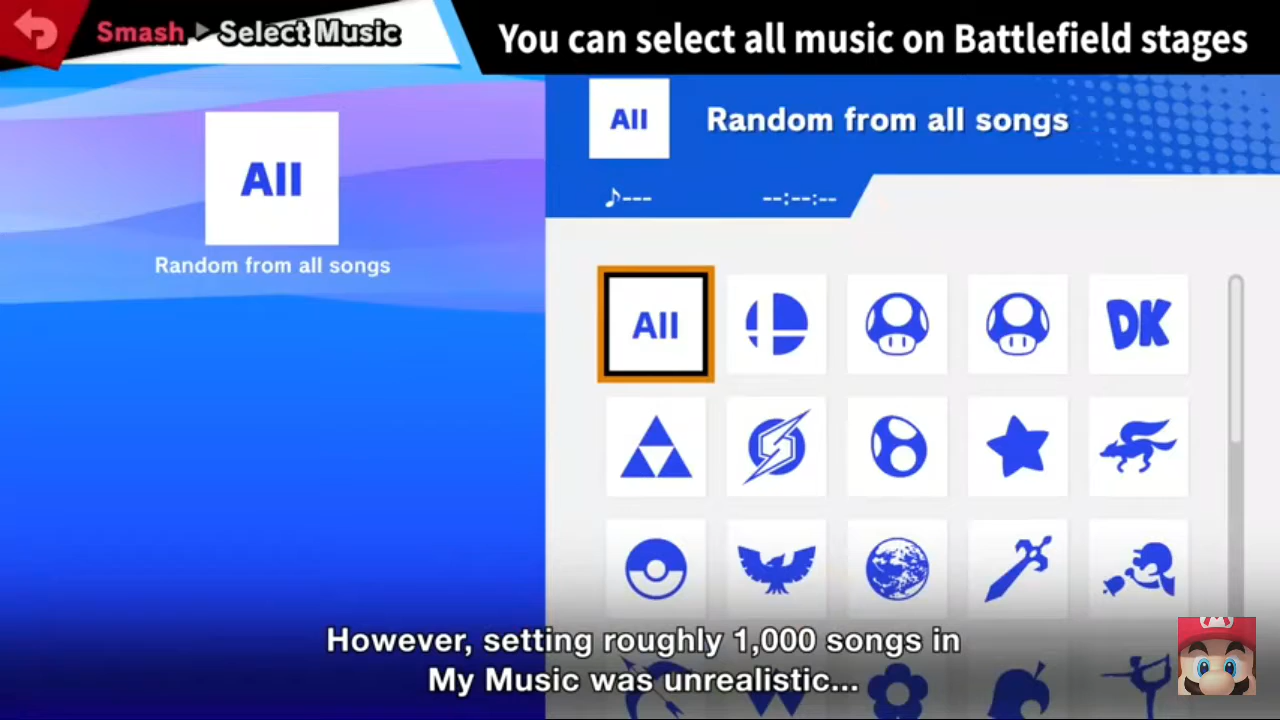 Smash ▶ Select Music
You can select all music on Battlefield stages
All
Random from all songs
All
Random from all songs
♪---
--:--:--
All
DK
However, setting roughly 1,000 songs in
My Music was unrealistic...